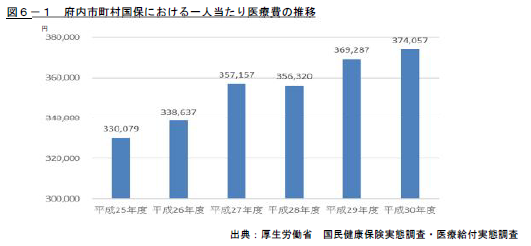 図６－１　府内市町村国保における一人当たり医療費の推移
円
380,000
360,000
340,000
320,000
300,000
330,079
338,637
357,157
356,320
369,287
374,057
平成25年度 平成26年度 平成27年度 平成28年度 平成29年度 平成30年度
出典：厚生労働省　国民健康保険実態調査・医療給付実態調査